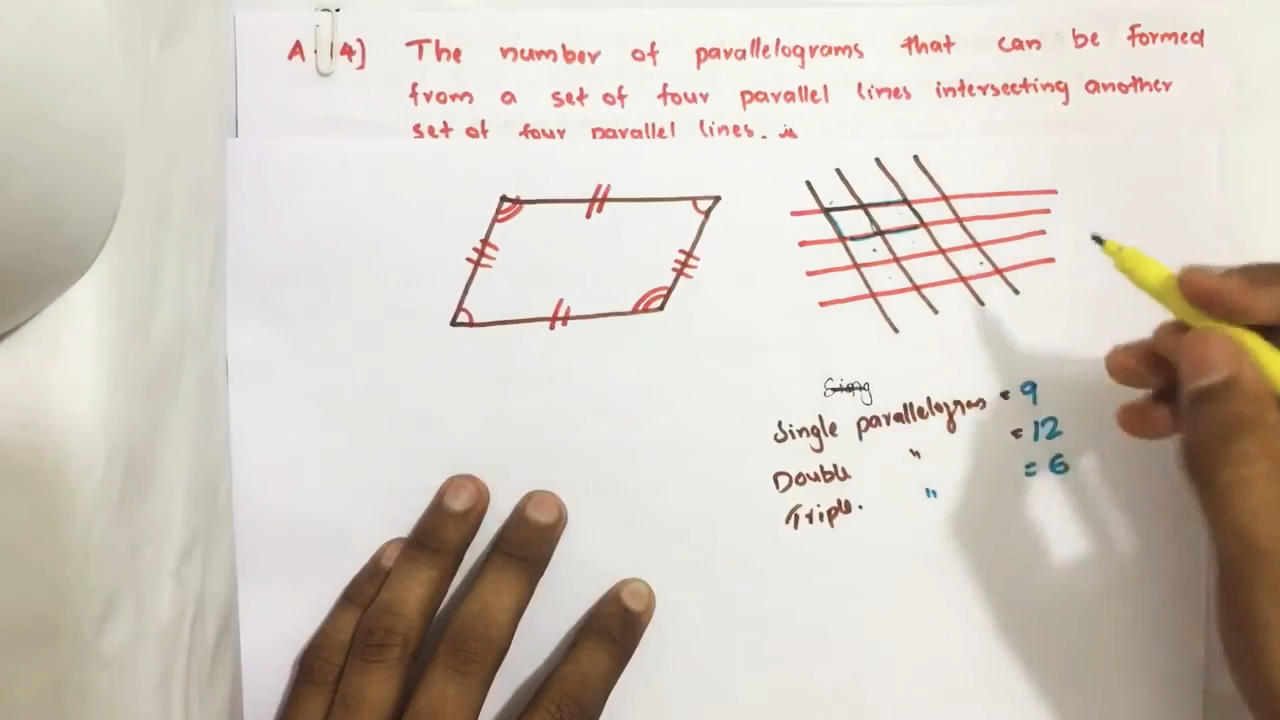 A 4] The number of parallelograms that can be formed
from a set of four parallel lines intersecting another
set of four parallel lines. is
Single parallelogras = 9
Double " = 12
Triple. " = 6